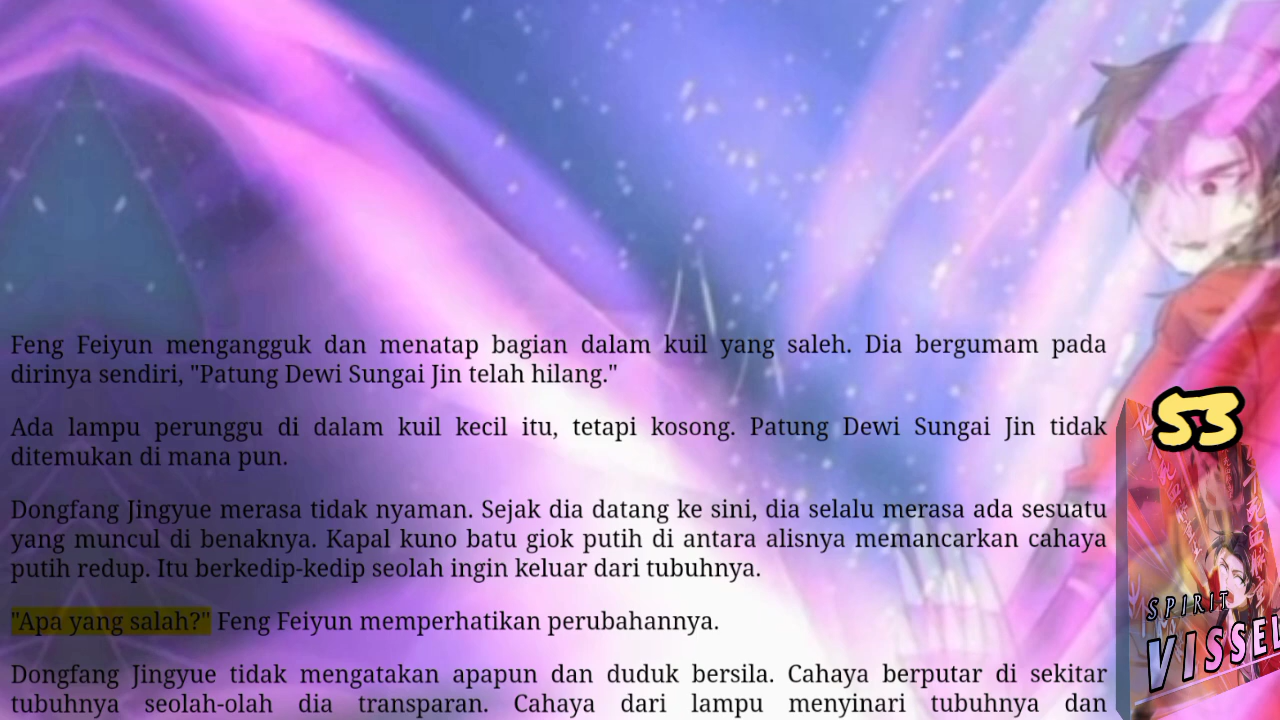 Feng Feiyun mengangguk dan menatap bagian dalam kuil yang saleh. Dia bergumam pada
dirinya sendiri, "Patung Dewi Sungai Jin telah hilang."
Ada lampu perunggu di dalam kuil kecil itu, tetapi kosong. Patung Dewi Sungai Jin tidak
ditemukan di mana pun.
Dongfang Jingyue merasa tidak nyaman. Sejak dia datang ke sini, dia selalu merasa ada sesuatu
yang muncul di benaknya. Kapal kuno batu giok putih di antara alisnya memancarkan cahaya
putih redup. Itu berkedip-kedip seolah ingin keluar dari tubuhnya.
"Apa yang salah?" Feng Feiyun memperhatikan perubahannya.
Dongfang Jingyue tidak mengatakan apapun dan duduk bersila. Cahaya berputar di sekitar
tubuhnya seolah-olah dia transparan. Cahaya dari lampu menyinari tubuhnya dan
53
SPIRIT
VISSEL